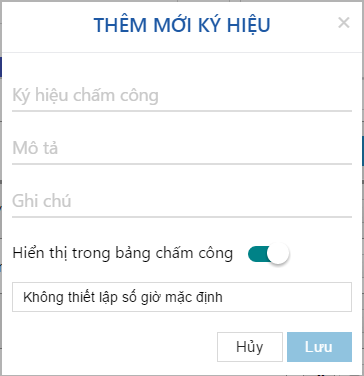 THÊM MỚI KÝ HIỆU ×
Ký hiệu chấm công
Mô tả
Ghi chú
Hiển thị trong bảng chấm công
Không thiết lập số giờ mặc định
Hủy Lưu